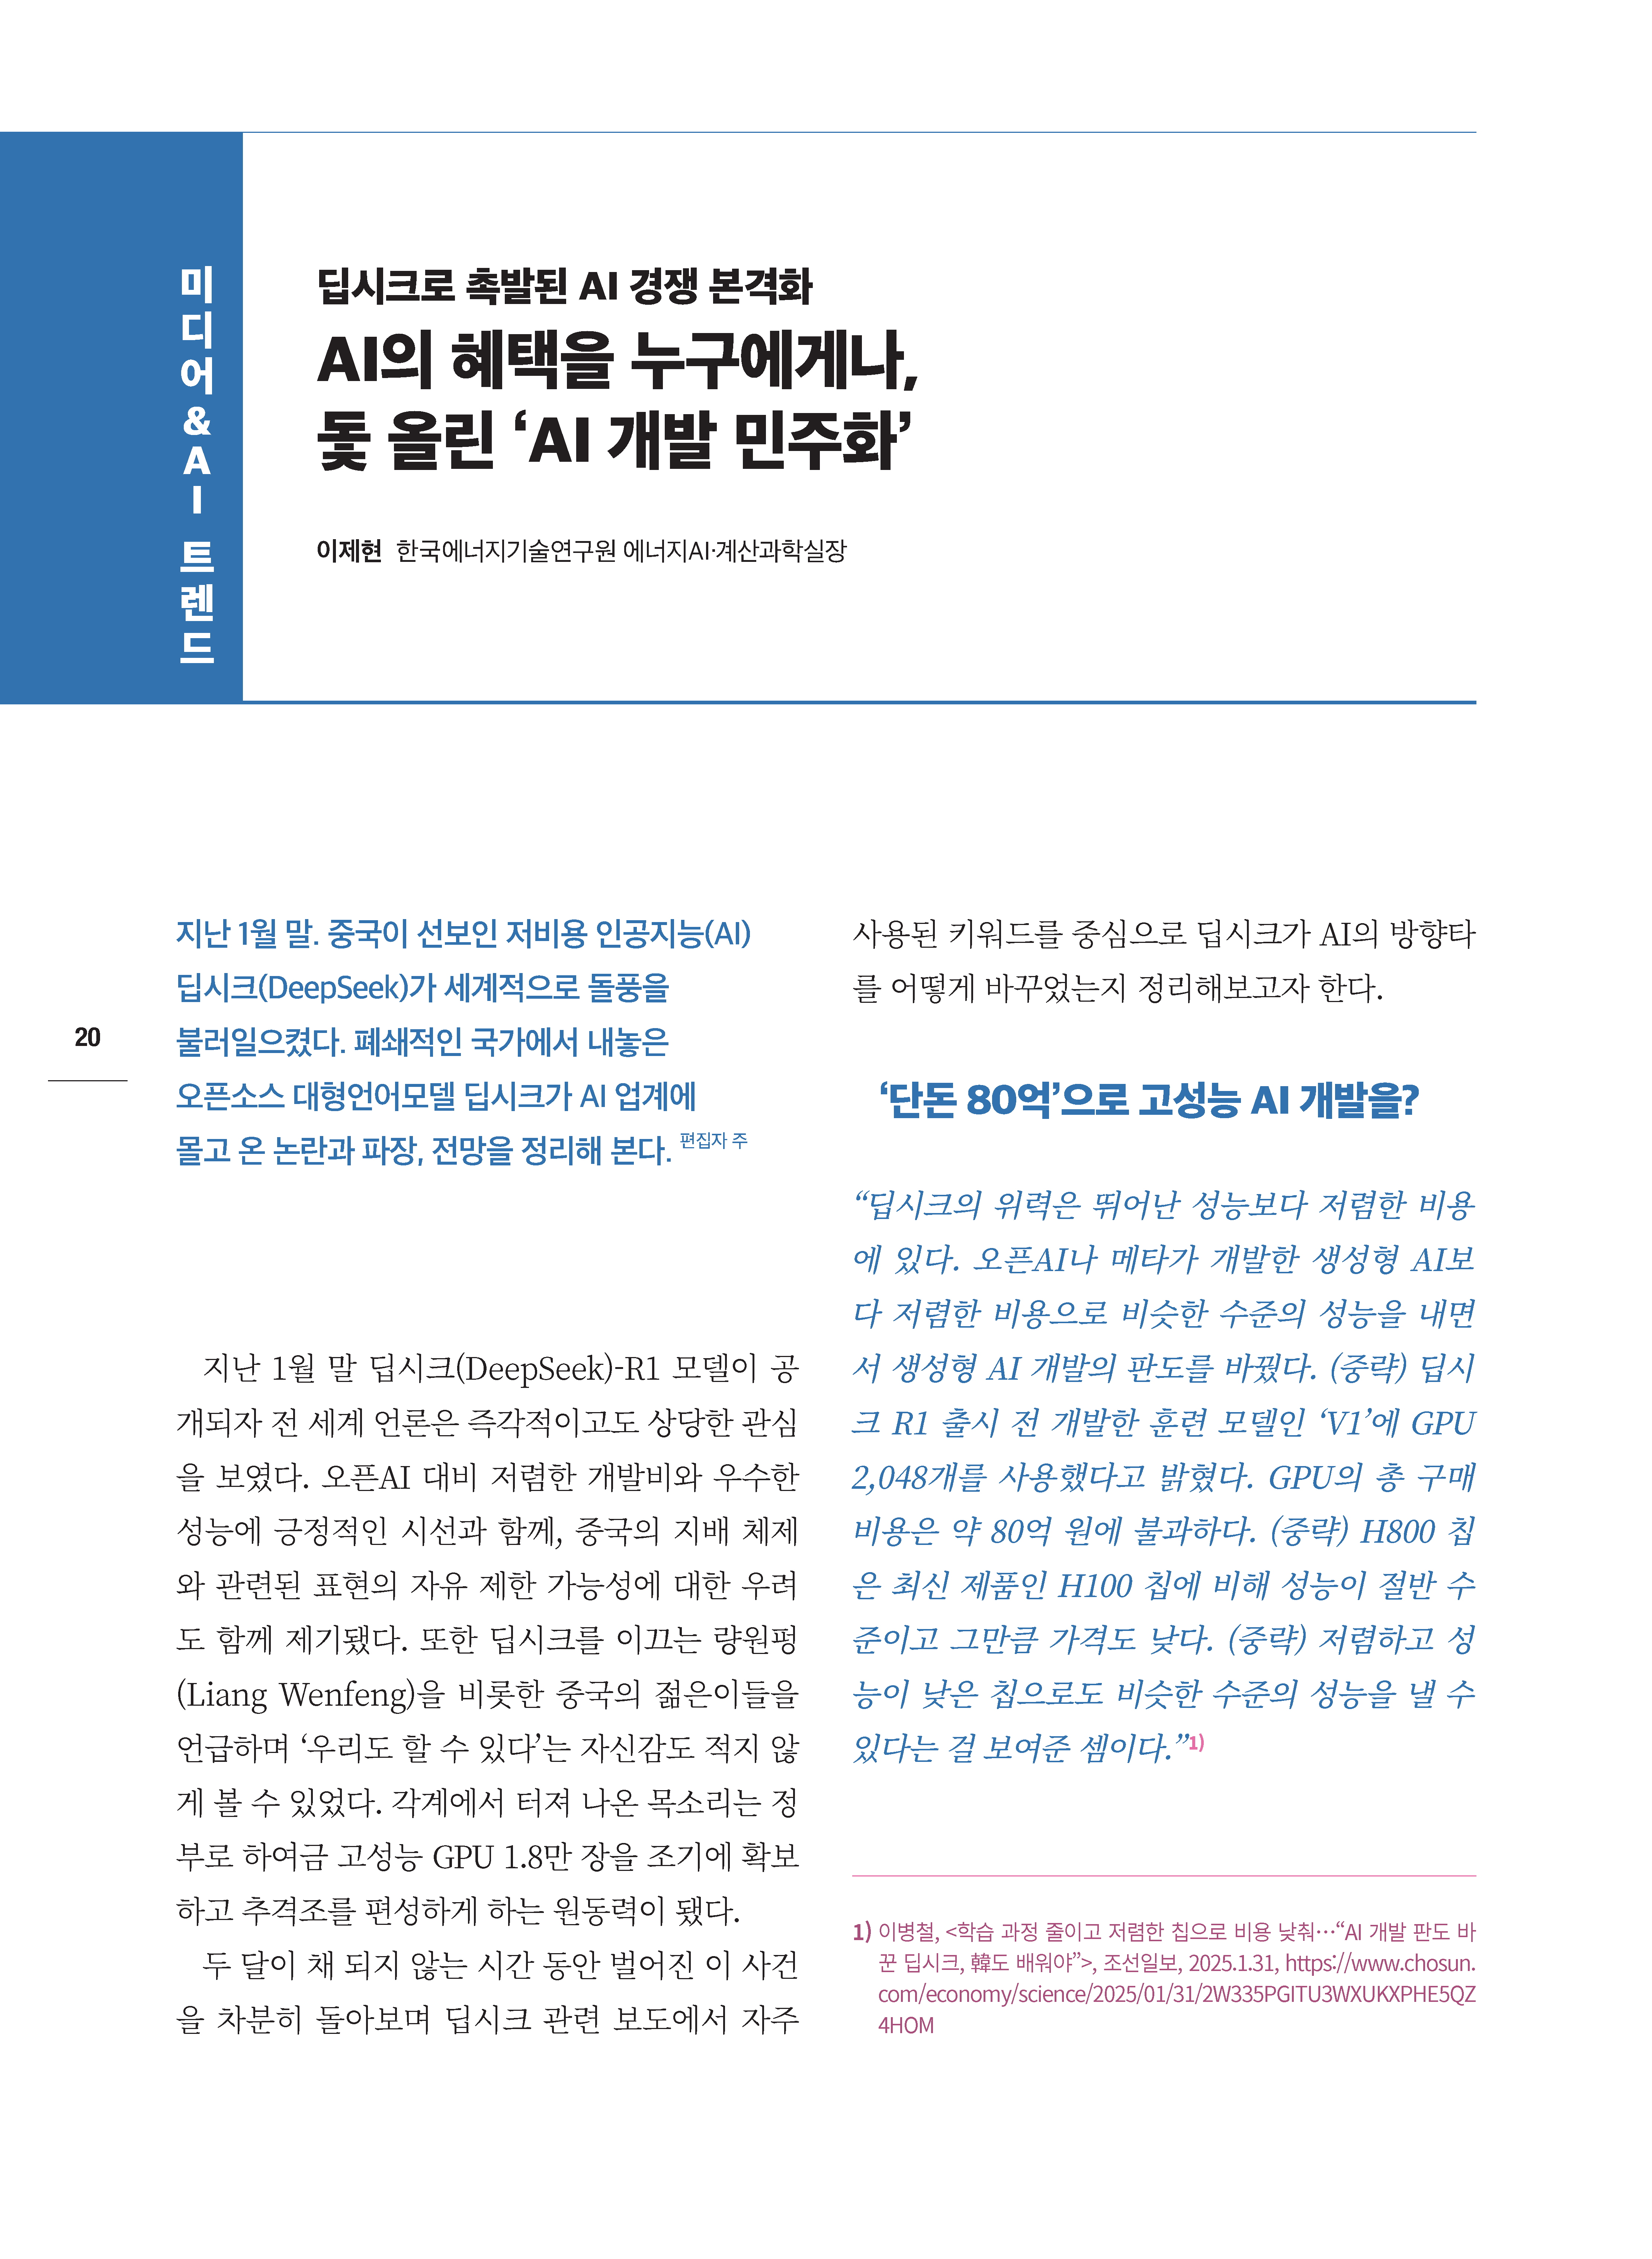 미디어&AI 트렌드
딥시크로 촉발된 AI 경쟁 본격화
AI의 혜택을 누구에게나,
돛 올린 ‘AI 개발 민주화’
이제현 한국에너지기술연구원 에너지AI·계산과학실장
20
지난 1월 말. 중국이 선보인 저비용 인공지능(AI)
딥시크(DeepSeek)가 세계적으로 돌풍을
불러일으켰다. 폐쇄적인 국가에서 내놓은
오픈소스 대형언어모델 딥시크가 AI 업계에
몰고 온 논란과 파장, 전망을 정리해 본다. 편집자 주
지난 1월 말 딥시크(DeepSeek)-R1 모델이 공
개되자 전 세계 언론은 즉각적이고도 상당한 관심
을 보였다. 오픈AI 대비 저렴한 개발비와 우수한
성능에 긍정적인 시선과 함께, 중국의 지배 체제
와 관련된 표현의 자유 제한 가능성에 대한 우려
도 함께 제기됐다. 또한 딥시크를 이끄는 량원펑
(Liang Wenfeng)을 비롯한 중국의 젊은이들을
언급하며 ‘우리도 할 수 있다’는 자신감도 적지 않
게 볼 수 있었다. 각계에서 터져 나온 목소리는 정
부로 하여금 고성능 GPU 1.8만 장을 조기에 확보
하고 추격조를 편성하게 하는 원동력이 됐다.
두 달이 채 되지 않는 시간 동안 벌어진 이 사건
을 차분히 돌아보며 딥시크 관련 보도에서 자주
사용된 키워드를 중심으로 딥시크가 AI의 방향타
를 어떻게 바꾸었는지 정리해보고자 한다.
‘단돈 80억’으로 고성능 AI 개발을?
“딥시크의 위력은 뛰어난 성능보다 저렴한 비용
에 있다. 오픈AI나 메타가 개발한 생성형 AI보
다 저렴한 비용으로 비슷한 수준의 성능을 내면
서 생성형 AI 개발의 판도를 바꿨다. (중략) 딥시
크 R1 출시 전 개발한 훈련 모델인 ‘V1’에 GPU
2,048개를 사용했다고 밝혔다. GPU의 총 구매
비용은 약 80억 원에 불과하다. (중략) H800 칩
은 최신 제품인 H100 칩에 비해 성능이 절반 수
준이고 그만큼 가격도 낮다. (중략) 저렴하고 성
능이 낮은 칩으로도 비슷한 수준의 성능을 낼 수
있다는 걸 보여준 셈이다.”1)
1) 이병철, <학습 과정 줄이고 저렴한 칩으로 비용 낮춰…“AI 개발 판도 바
꾼 딥시크, 韓도 배워야”>, 조선일보, 2025.1.31, https://www.chosun.
com/economy/science/2025/01/31/2W335PGITU3WXUKXPHE5QZ
4HOM